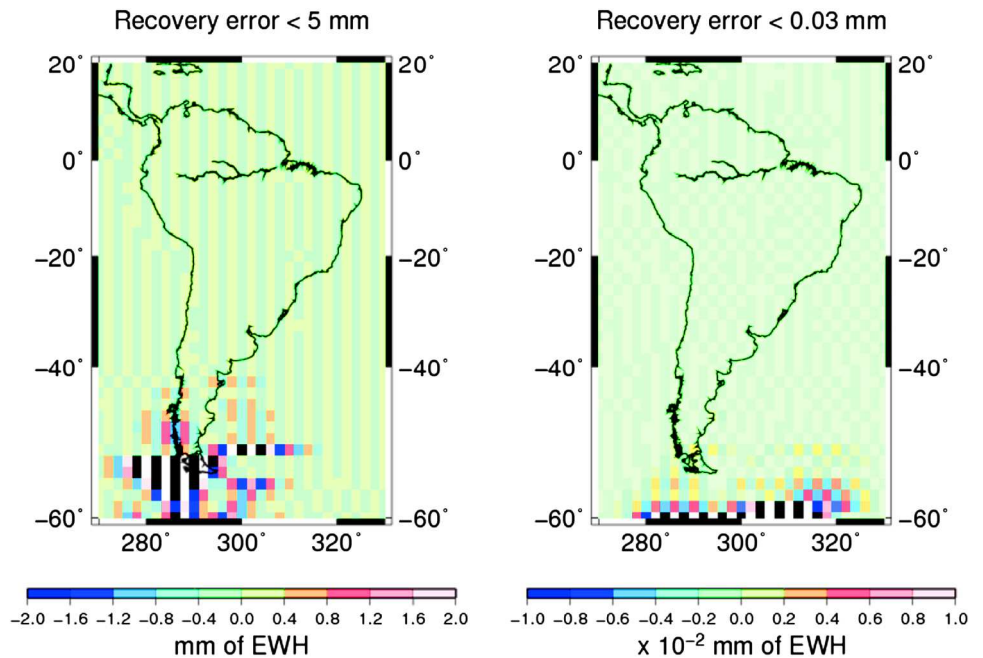 Recovery error < 5 mm
Recovery error < 0.03 mm
20° 20° 20° 20°
0° 0° 0° 0°
−20° −20° −20° −20°
−40° −40° −40° −40°
−60° −60° −60° −60°
280° 300° 320° 280° 300° 320°
−2.0 −1.6 −1.2 −0.8 −0.4 0.0 0.4 0.8 1.2 1.6 2.0
−1.0 −0.8 −0.6 −0.4 −0.2 0.0 0.2 0.4 0.6 0.8 1.0
mm of EWH
x 10⁻² mm of EWH